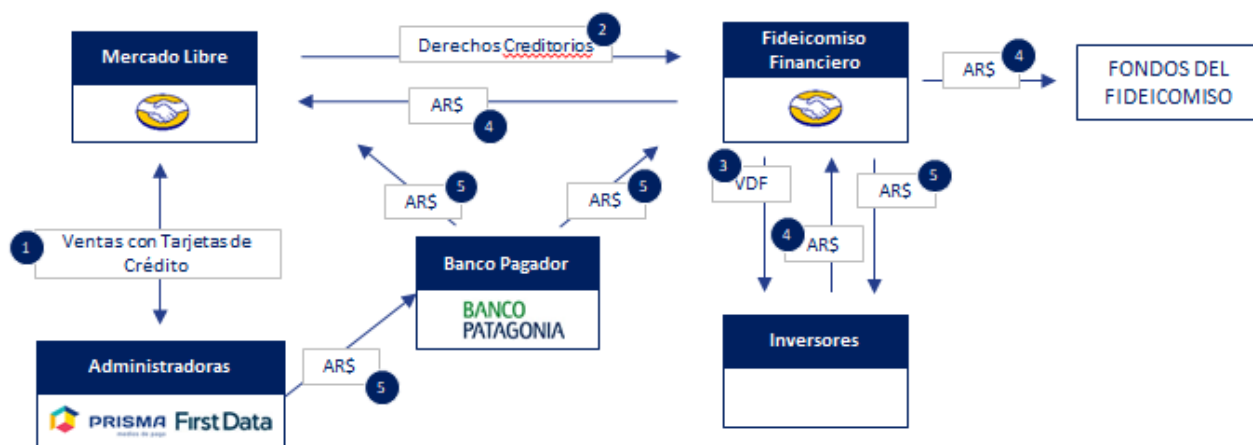 Mercado Libre
Derechos Creditorios
2
Fideicomiso
Financiero
AR$
4
FONDOS DEL
FIDEICOMISO
AR$
4
3
VDF
AR$
5
AR$
5
AR$
5
4
AR$
1
Ventas con Tarjetas de
Crédito
Banco Pagador
BANCO
PATAGONIA
Inversores
Administradoras
AR$
5
PRISMA
medios de pago
First Data